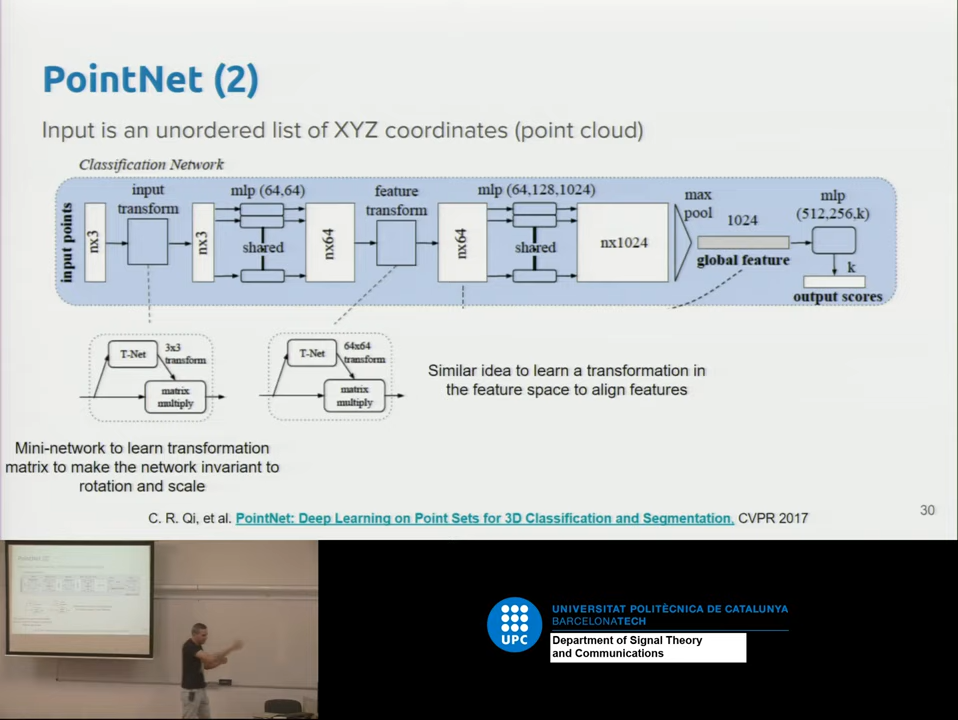 PointNet (2)
Input is an unordered list of XYZ coordinates (point cloud)
Classification Network
input points
nx3
input
transform
nx3
mlp (64,64)
shared
nx64
feature
transform
nx64
mlp (64,128,1024)
shared
nx1024
max
pool
1024
global feature
mlp
(512,256,k)
k
output scores
T-Net
3x3
transform
matrix
multiply
T-Net
64x64
transform
matrix
multiply
Similar idea to learn a transformation in
the feature space to align features
Mini-network to learn transformation
matrix to make the network invariant to
rotation and scale
C. R. Qi, et al. PointNet: Deep Learning on Point Sets for 3D Classification and Segmentation, CVPR 2017
30
UPC
UNIVERSITAT POLITÈCNICA DE CATALUNYA
BARCELONATECH
Department of Signal Theory
and Communications